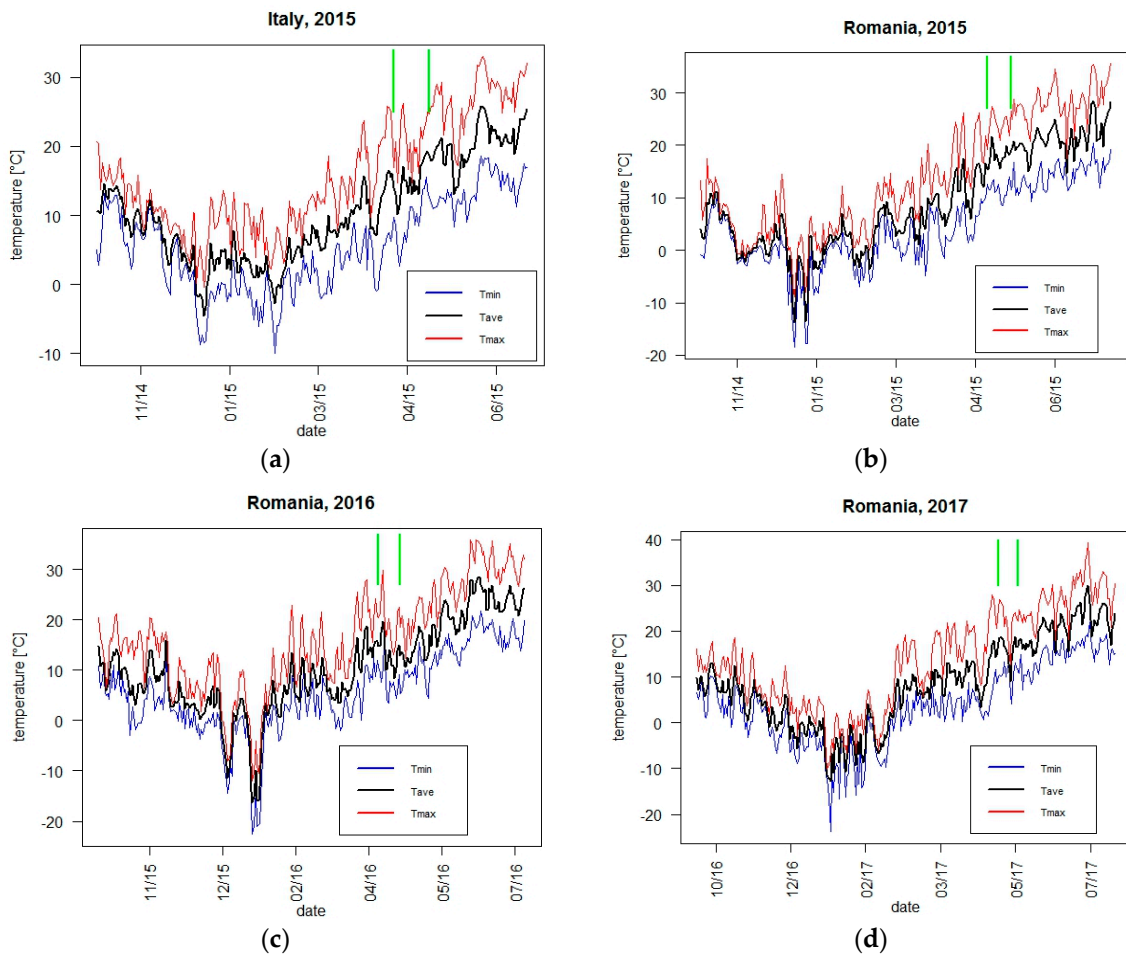 Italy, 2015
temperature [°C]
30
20
10
0
-10
Tmin
Tave
Tmax
11/14
01/15
03/15
04/15
06/15
date
(a)
Romania, 2015
temperature [°C]
30
20
10
0
-10
-20
Tmin
Tave
Tmax
11/14
01/15
03/15
04/15
06/15
date
(b)
Romania, 2016
temperature [°C]
30
20
10
0
-10
-20
Tmin
Tave
Tmax
11/15
12/15
02/16
04/16
05/16
07/16
date
(c)
Romania, 2017
temperature [°C]
40
30
20
10
0
-10
-20
Tmin
Tave
Tmax
10/16
12/16
02/17
03/17
05/17
07/17
date
(d)